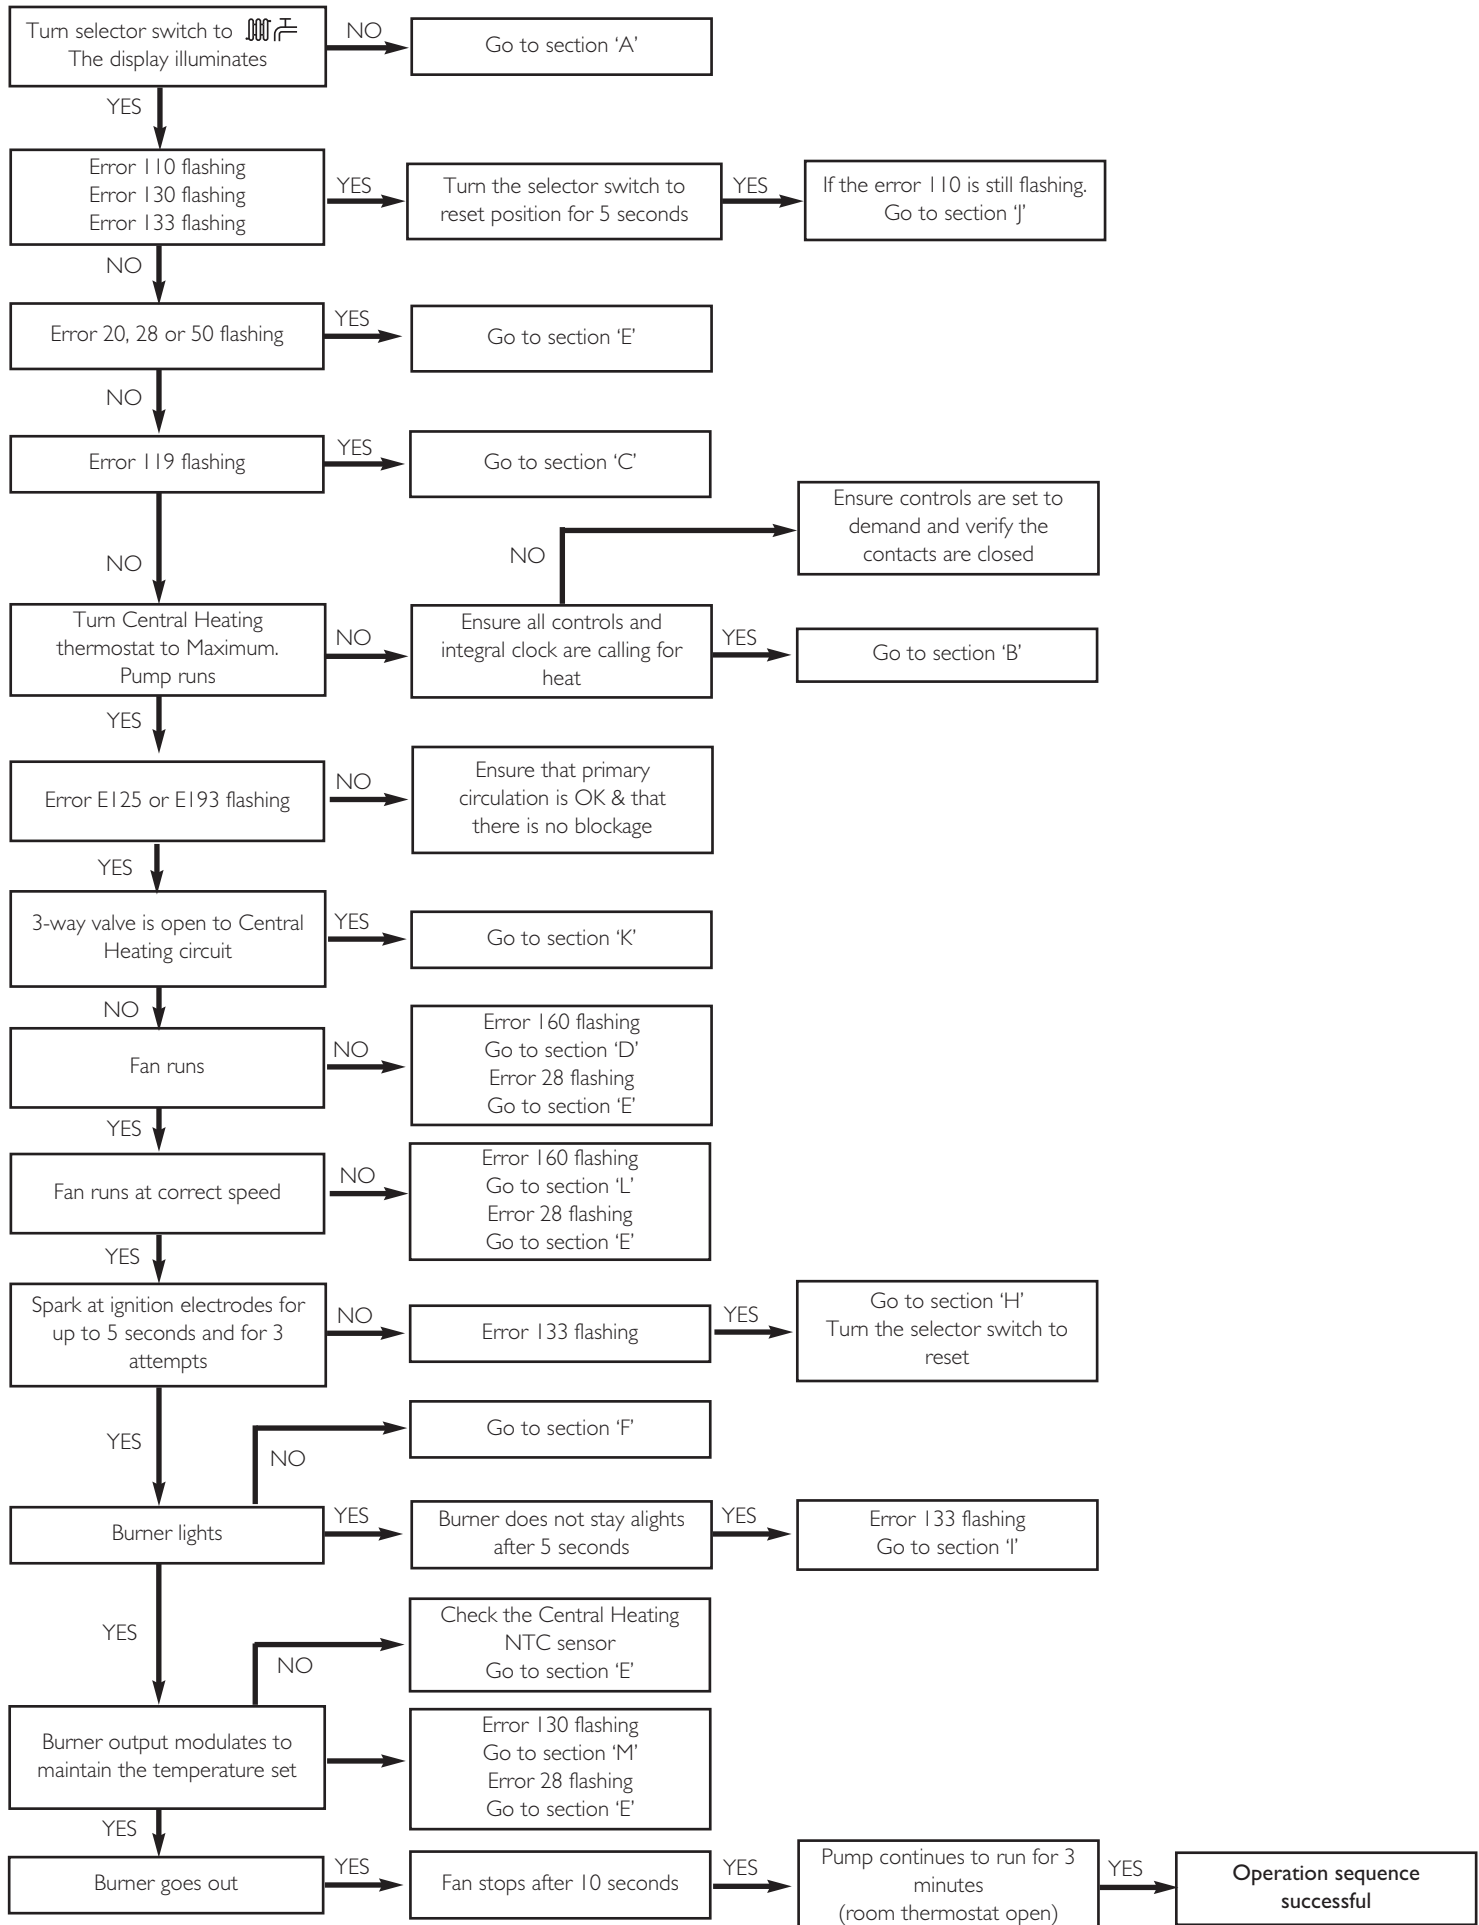 Turn selector switch to
The display illuminates
NO
Go to section ‘A’
YES
Error 110 flashing
Error 130 flashing
Error 133 flashing
YES
Turn the selector switch to
reset position for 5 seconds
YES
If the error 110 is still flashing.
Go to section ‘J’
NO
Error 20, 28 or 50 flashing
YES
Go to section ‘E’
NO
Error 119 flashing
YES
Go to section ‘C’
Ensure controls are set to
demand and verify the
contacts are closed
NO
NO
Turn Central Heating
thermostat to Maximum.
Pump runs
NO
Ensure all controls and
integral clock are calling for
heat
YES
Go to section ‘B’
YES
Error E125 or E193 flashing
NO
Ensure that primary
circulation is OK & that
there is no blockage
YES
3-way valve is open to Central
Heating circuit
YES
Go to section ‘K’
NO
Fan runs
NO
Error 160 flashing
Go to section ‘D’
Error 28 flashing
Go to section ‘E’
YES
Fan runs at correct speed
NO
Error 160 flashing
Go to section ‘L’
Error 28 flashing
Go to section ‘E’
YES
Spark at ignition electrodes for
up to 5 seconds and for 3
attempts
NO
Error 133 flashing
YES
Go to section ‘H’
Turn the selector switch to
reset
YES
Go to section ‘F’
NO
Burner lights
YES
Burner does not stay alights
after 5 seconds
YES
Error 133 flashing
Go to section ‘I’
YES
Check the Central Heating
NTC sensor
Go to section ‘E’
NO
Burner output modulates to
maintain the temperature set
Error 130 flashing
Go to section ‘M’
Error 28 flashing
Go to section ‘E’
YES
Burner goes out
YES
Fan stops after 10 seconds
YES
Pump continues to run for 3
minutes
(room thermostat open)
YES
Operation sequence
successful